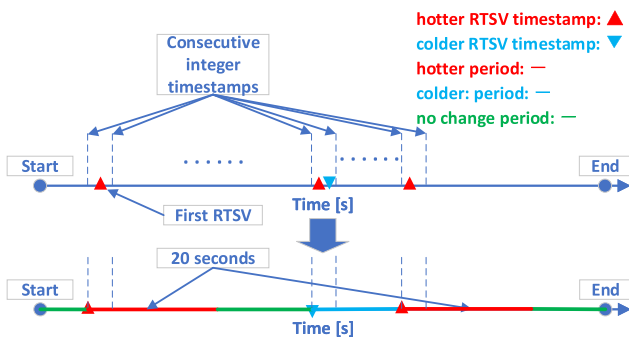 hotter RTSV timestamp:
colder RTSV timestamp:
hotter period:
colder: period:
no change period:
Consecutive
integer
timestamps
Start
End
First RTSV
Time [s]
20 seconds
Start
End
Time [s]